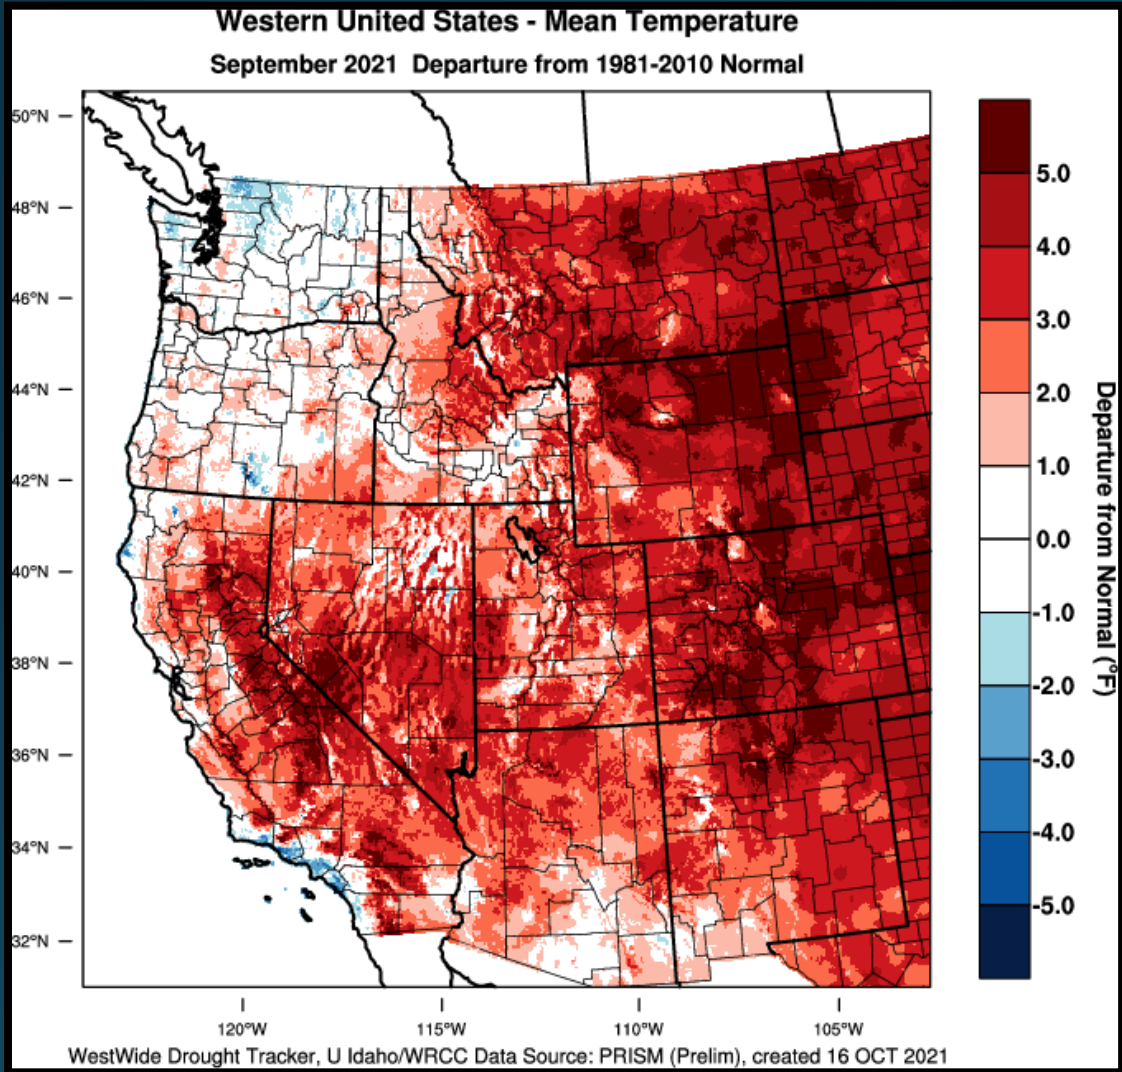 Western United States - Mean Temperature
September 2021  Departure from 1981-2010 Normal
50°N
48°N
46°N
44°N
42°N
40°N
38°N
36°N
34°N
32°N
120°W
115°W
110°W
105°W
5.0
4.0
3.0
2.0
1.0
0.0
-1.0
-2.0
-3.0
-4.0
-5.0
Departure from Normal (°F)
WestWide Drought Tracker, U Idaho/WRCC Data Source: PRISM (Prelim), created 16 OCT 2021